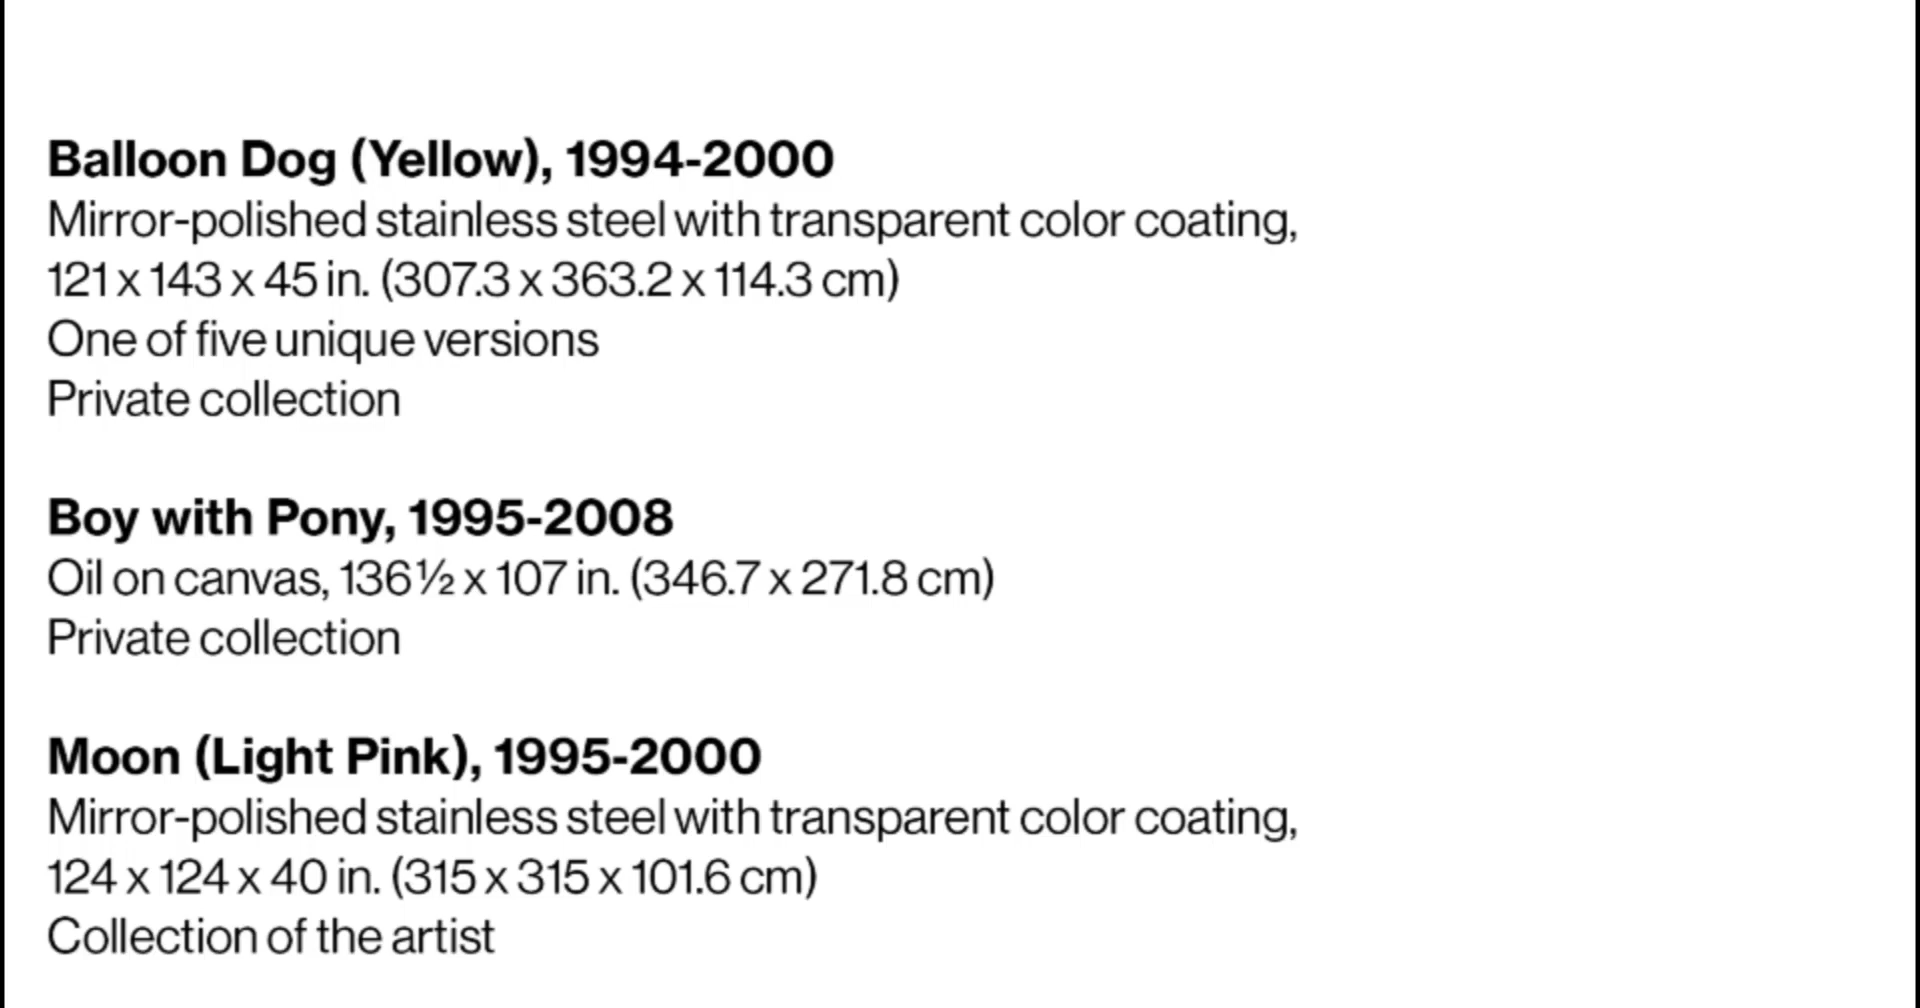 Balloon Dog (Yellow), 1994-2000
Mirror-polished stainless steel with transparent color coating,
121 x 143 x 45 in. (307.3 x 363.2 x 114.3 cm)
One of five unique versions
Private collection
Boy with Pony, 1995-2008
Oil on canvas, 136½ x 107 in. (346.7 x 271.8 cm)
Private collection
Moon (Light Pink), 1995-2000
Mirror-polished stainless steel with transparent color coating,
124 x 124 x 40 in. (315 x 315 x 101.6 cm)
Collection of the artist